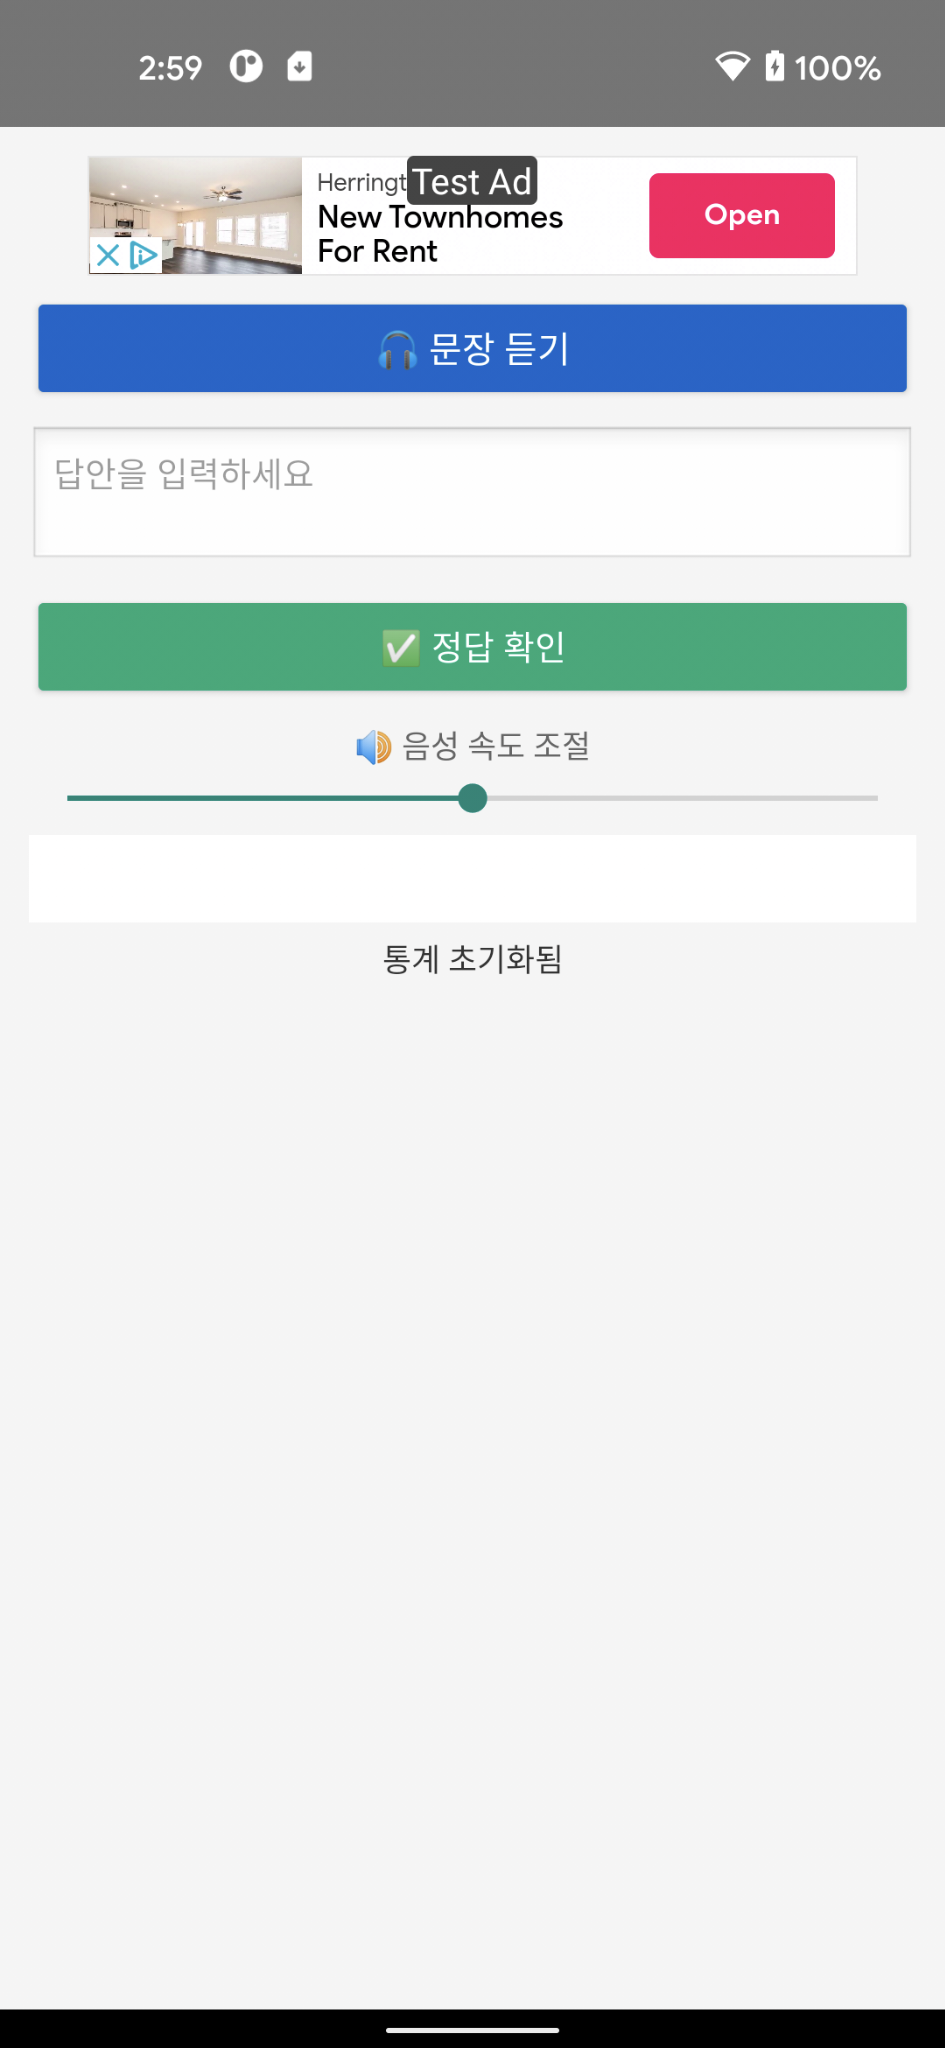 2:59
100%
Herringt
Test Ad
New Townhomes
For Rent
Open
문장 듣기
답안을 입력하세요
정답 확인
음성 속도 조절
통계 초기화됨